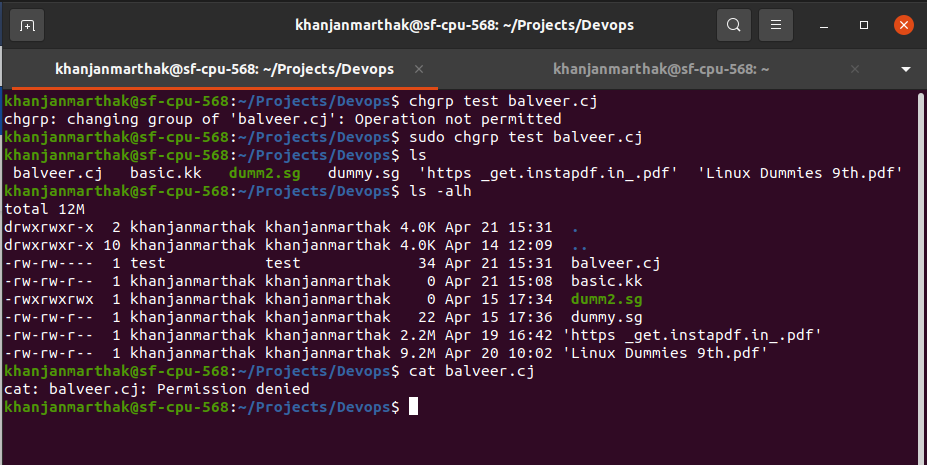 khanjanmarthak@sf-cpu-568: ~/Projects/Devops
khanjanmarthak@sf-cpu-568: ~/Projects/Devops × khanjanmarthak@sf-cpu-568: ~ ×
khanjanmarthak@sf-cpu-568:~/Projects/Devops$ chgrp test balveer.cj
chgrp: changing group of 'balveer.cj': Operation not permitted
khanjanmarthak@sf-cpu-568:~/Projects/Devops$ sudo chgrp test balveer.cj
khanjanmarthak@sf-cpu-568:~/Projects/Devops$ ls
balveer.cj   basic.kk   dumm2.sg   dummy.sg  'https _get.instapdf.in_.pdf'  'Linux Dummies 9th.pdf'
khanjanmarthak@sf-cpu-568:~/Projects/Devops$ ls -alh
total 12M
drwxrwxr-x  2 khanjanmarthak khanjanmarthak 4.0K Apr 21 15:31  .
drwxrwxr-x 10 khanjanmarthak khanjanmarthak 4.0K Apr 14 12:09  ..
-rw-rw----  1 test           test             34 Apr 21 15:31  balveer.cj
-rw-rw-r--  1 khanjanmarthak khanjanmarthak    0 Apr 21 15:08  basic.kk
-rwxrwxrwx  1 khanjanmarthak khanjanmarthak    0 Apr 15 17:34  dumm2.sg
-rw-rw-r--  1 khanjanmarthak khanjanmarthak   22 Apr 15 17:36  dummy.sg
-rw-rw-r--  1 khanjanmarthak khanjanmarthak 2.2M Apr 19 16:42 'https _get.instapdf.in_.pdf'
-rw-rw-r--  1 khanjanmarthak khanjanmarthak 9.2M Apr 20 10:02 'Linux Dummies 9th.pdf'
khanjanmarthak@sf-cpu-568:~/Projects/Devops$ cat balveer.cj
cat: balveer.cj: Permission denied
khanjanmarthak@sf-cpu-568:~/Projects/Devops$